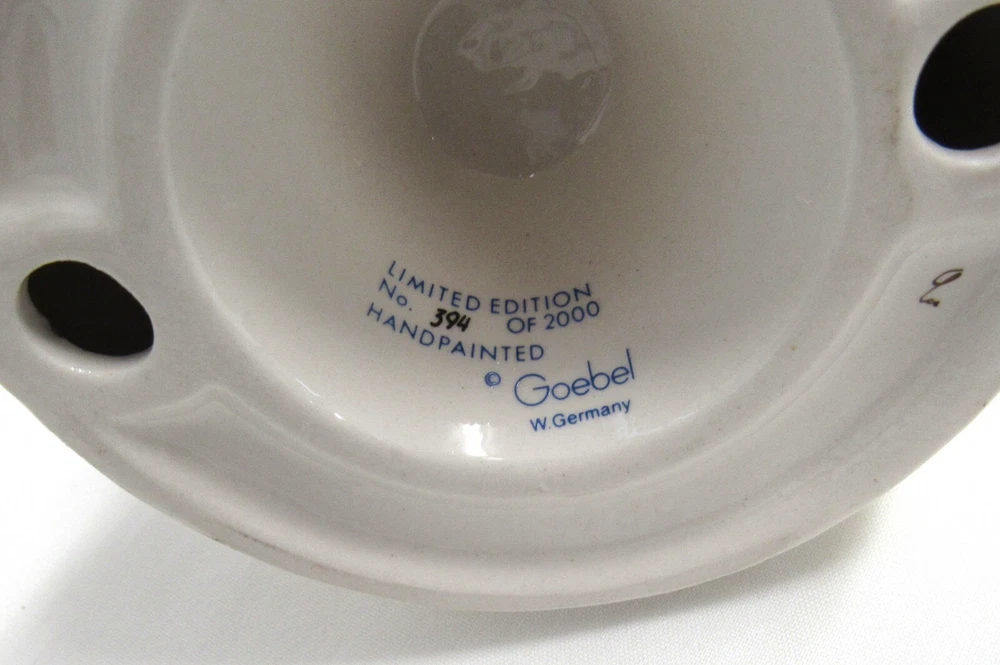 LIMITED EDITION
No. 394 OF 2000
HANDPAINTED
© Goebel
W.Germany